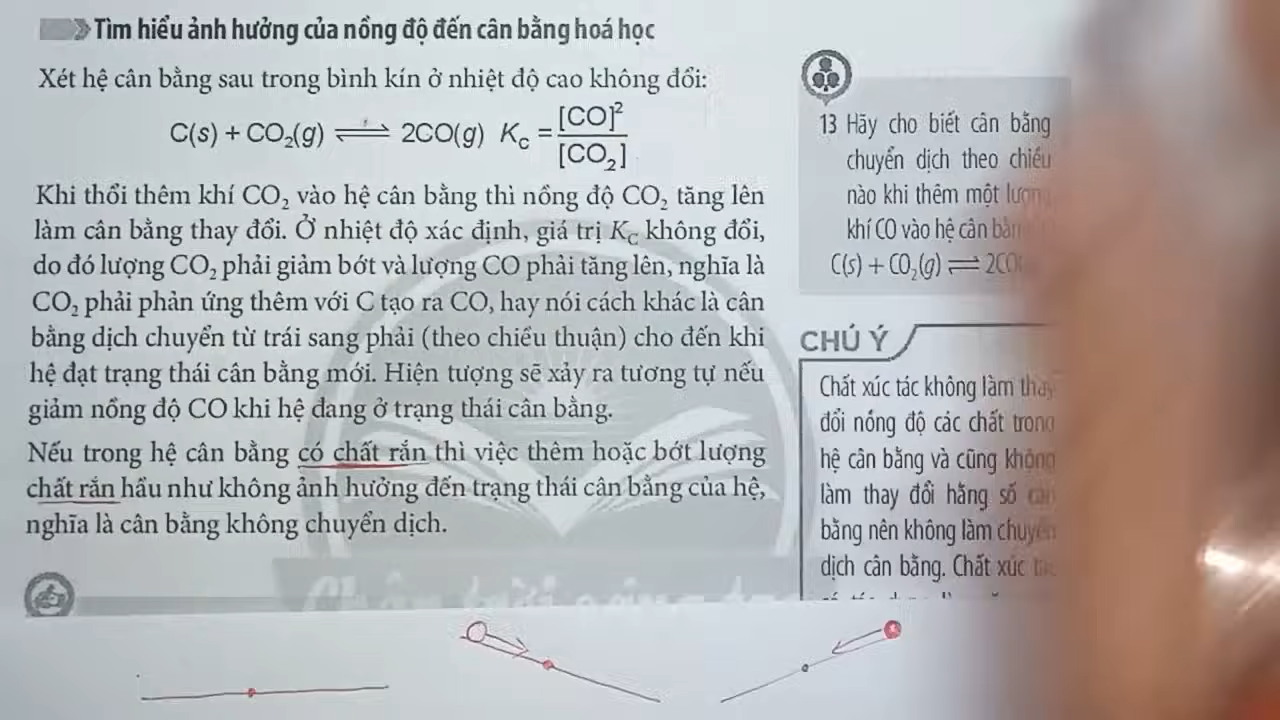 Tìm hiểu ảnh hưởng của nồng độ đến cân bằng hoá học
Xét hệ cân bằng sau trong bình kín ở nhiệt độ cao không đổi:
C(s) + CO₂(g) ⇌ 2CO(g) K_C = [CO]² / [CO₂]
Khi thổi thêm khí CO₂ vào hệ cân bằng thì nồng độ CO₂ tăng lên
làm cân bằng thay đổi. Ở nhiệt độ xác định, giá trị K_C không đổi,
do đó lượng CO₂ phải giảm bớt và lượng CO phải tăng lên, nghĩa là
CO₂ phải phản ứng thêm với C tạo ra CO, hay nói cách khác là cân
bằng dịch chuyển từ trái sang phải (theo chiều thuận) cho đến khi
hệ đạt trạng thái cân bằng mới. Hiện tượng sẽ xảy ra tương tự nếu
giảm nồng độ CO khi hệ đang ở trạng thái cân bằng.
Nếu trong hệ cân bằng có chất rắn thì việc thêm hoặc bớt lượng
chất rắn hầu như không ảnh hưởng đến trạng thái cân bằng của hệ,
nghĩa là cân bằng không chuyển dịch.
13 Hãy cho biết cân bằng
chuyển dịch theo chiều
nào khi thêm một lượng
khí CO vào hệ cân bằng
C(s) + CO₂(g) ⇌ 2CO
CHÚ Ý
Chất xúc tác không làm thay
đổi nồng độ các chất trong
hệ cân bằng và cũng không
làm thay đổi hằng số cân
bằng nên không làm chuyển
dịch cân bằng. Chất xúc tác